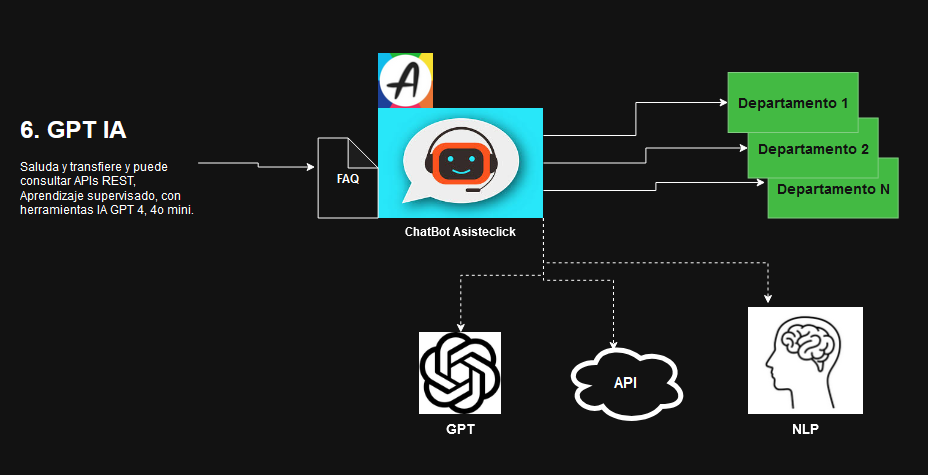 6. GPT IA
Saluda y transfiere y puede
consultar APIs REST,
Aprendizaje supervisado, con
herramientas IA GPT 4, 4o mini.
FAQ
A
ChatBot Asisteclick
Departamento 1
Departamento 2
Departamento N
GPT
API
NLP